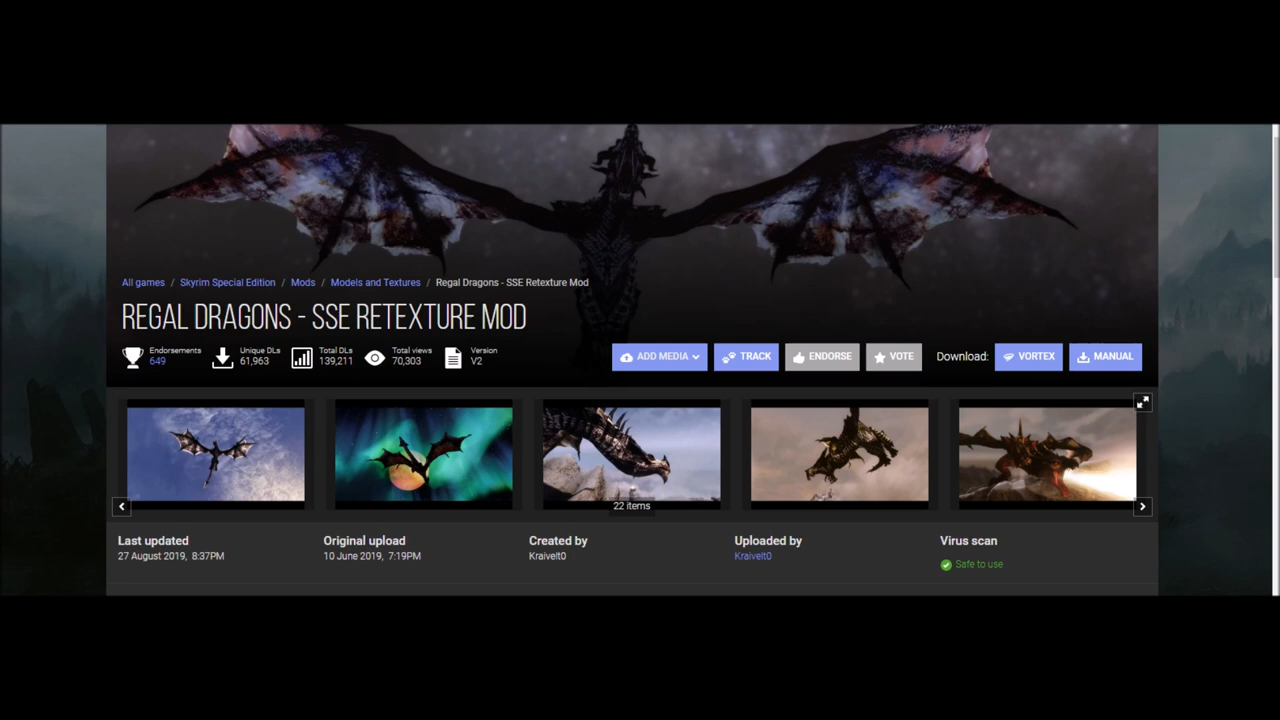 All games / Skyrim Special Edition / Mods / Models and Textures / Regal Dragons - SSE Retexture Mod
REGAL DRAGONS - SSE RETEXTURE MOD
Endorsements
649
Unique DLs
61,963
Total DLs
139,211
Total views
70,303
Version
V2
ADD MEDIA
TRACK
ENDORSE
VOTE
Download:
VORTEX
MANUAL
22 items
Last updated
27 August 2019, 8:37PM
Original upload
10 June 2019, 7:19PM
Created by
Kraivelt0
Uploaded by
Kraivelt0
Virus scan
Safe to use